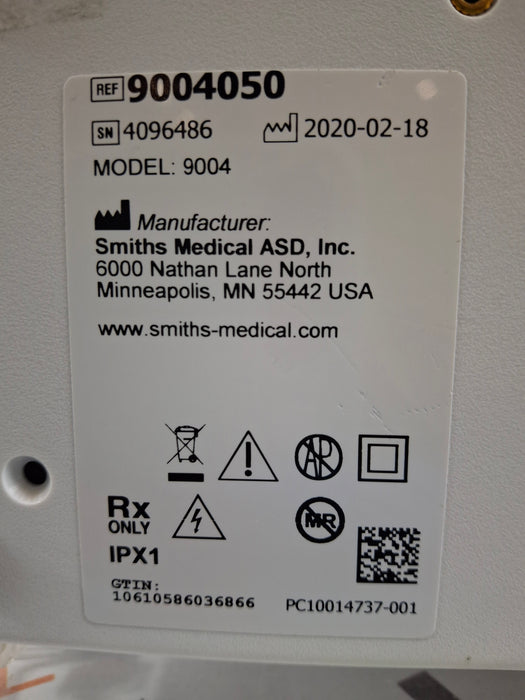 REF 9004050
SN 4096486 2020-02-18
MODEL: 9004
Manufacturer:
Smiths Medical ASD, Inc.
6000 Nathan Lane North
Minneapolis, MN 55442 USA
www.smiths-medical.com
AP
Rx
ONLY
MR
IPX1
GTIN:
10610586036866
PC10014737-001